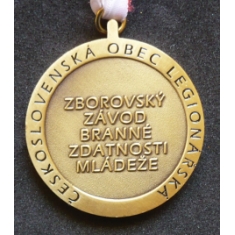 ČESKOSLOVENSKÁ OBEC LEGIONÁŘSKÁ
ZBOROVSKÝ
ZÁVOD
BRANNÉ
ZDATNOSTI
MLÁDEŽE